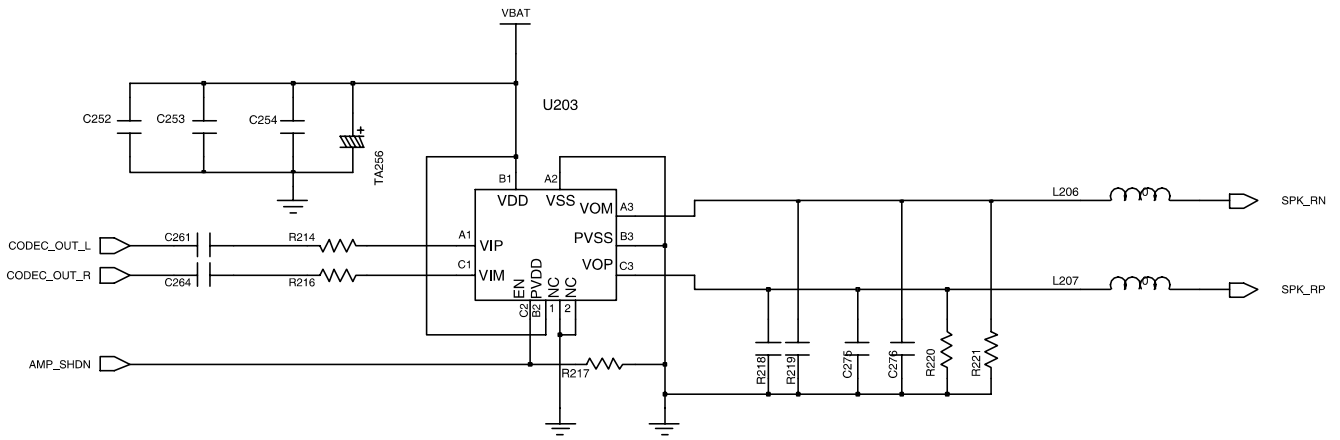 VBAT
U203
C252
C253
C254
+
TA256
B1
A2
VDD
VSS
VOM
A3
L206
0
SPK_RN
CODEC_OUT_L
C261
R214
A1
VIP
PVSS
B3
CODEC_OUT_R
C264
R216
C1
VIM
VOP
C3
L207
0
SPK_RP
EN
PVDD
NC
NC
C2
B2
1
2
AMP_SHDN
R217
R218
R219
C275
C276
R220
R221